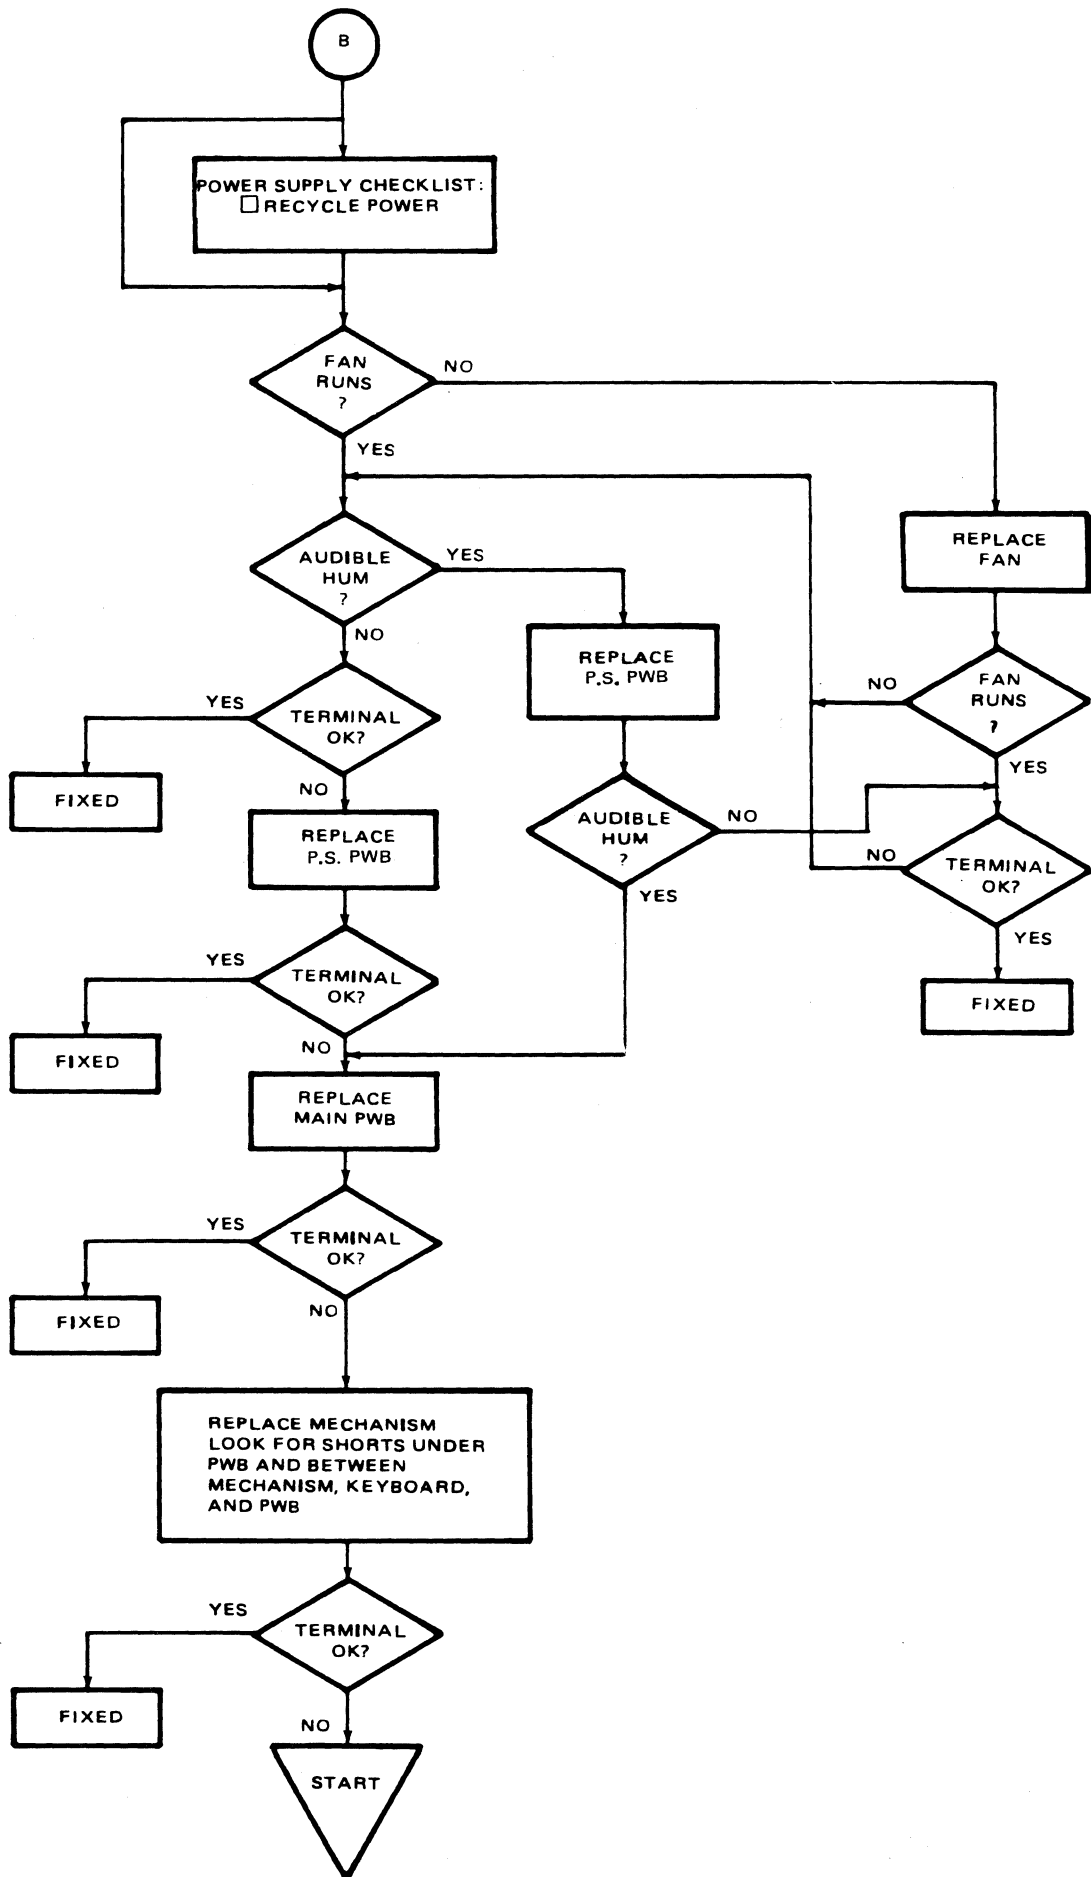 B
POWER SUPPLY CHECKLIST:
☐ RECYCLE POWER
FAN
RUNS
?
NO
YES
AUDIBLE
HUM
?
YES
NO
REPLACE
FAN
REPLACE
P.S. PWB
FAN
RUNS
?
NO
YES
TERMINAL
OK?
YES
NO
FIXED
AUDIBLE
HUM
?
NO
YES
REPLACE
P.S. PWB
TERMINAL
OK?
NO
YES
FIXED
TERMINAL
OK?
YES
NO
FIXED
REPLACE
MAIN PWB
TERMINAL
OK?
YES
NO
FIXED
REPLACE MECHANISM
LOOK FOR SHORTS UNDER
PWB AND BETWEEN
MECHANISM, KEYBOARD,
AND PWB
TERMINAL
OK?
YES
NO
FIXED
START